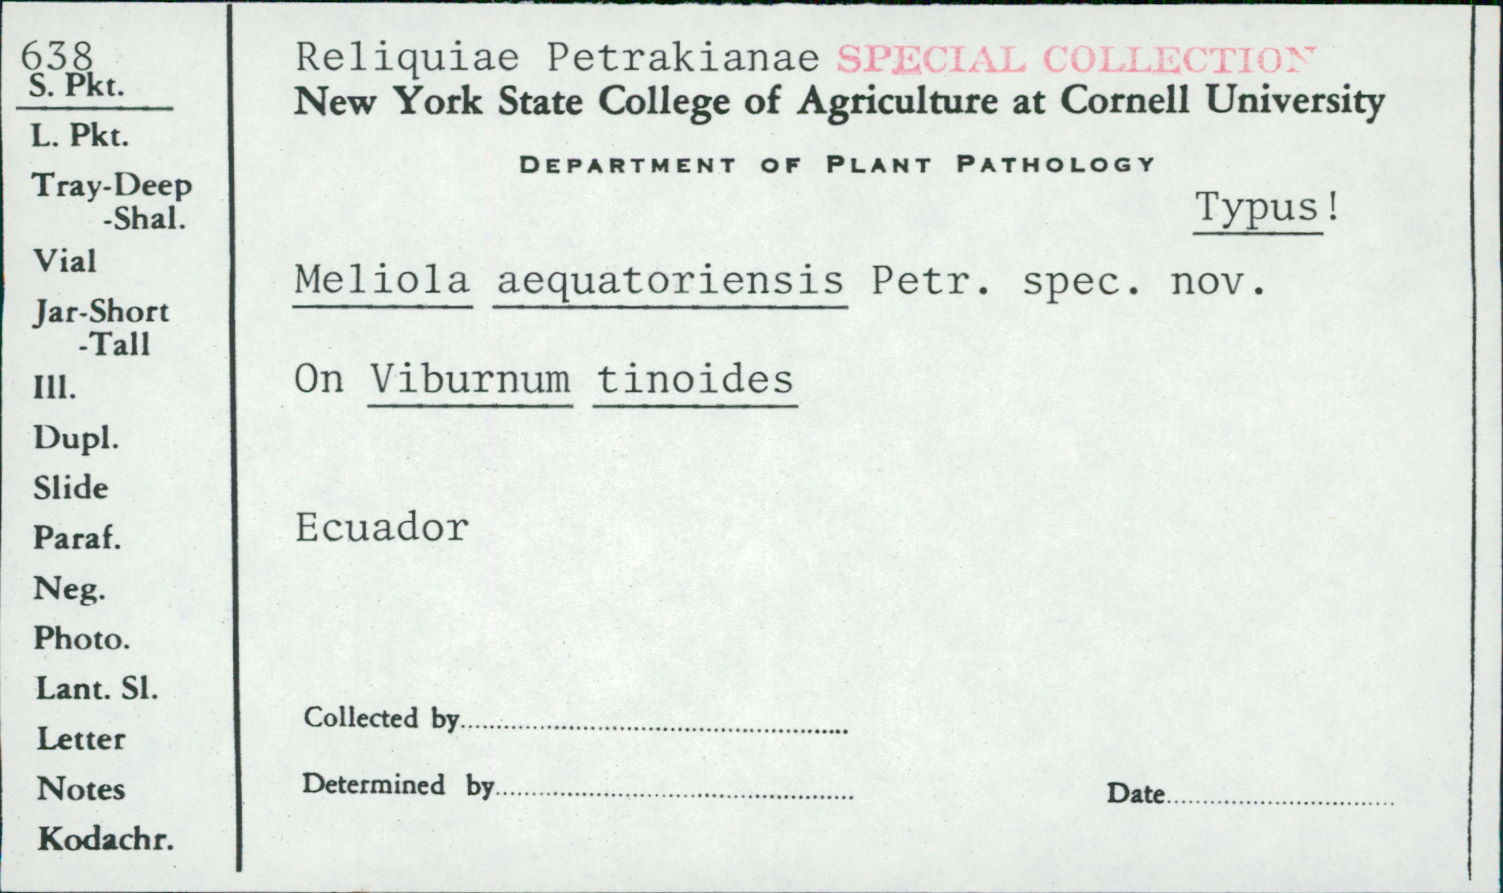 638
S. Pkt.
L. Pkt.
Tray-Deep
-Shal.
Vial
Jar-Short
-Tall
Ill.
Dupl.
Slide
Paraf.
Neg.
Photo.
Lant. Sl.
Letter
Notes
Kodachr.
Reliquiae Petrakianae SPECIAL COLLECTION
New York State College of Agriculture at Cornell University
DEPARTMENT OF PLANT PATHOLOGY
Typus!
Meliola aequatoriensis Petr. spec. nov.
On Viburnum tinoides
Ecuador
Collected by
Determined by
Date